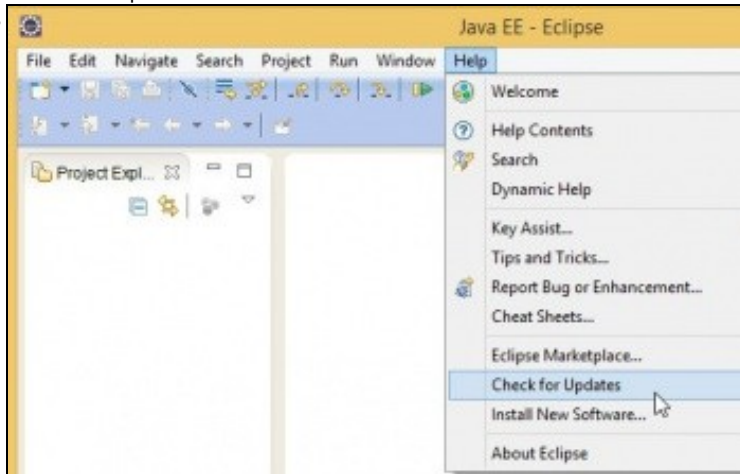 Java EE - Eclipse
File Edit Navigate Search Project Run Window Help
Welcome
Help Contents
Search
Dynamic Help
Key Assist...
Tips and Tricks...
Report Bug or Enhancement...
Cheat Sheets...
Eclipse Marketplace...
Check for Updates
Install New Software...
About Eclipse
Project Expl...